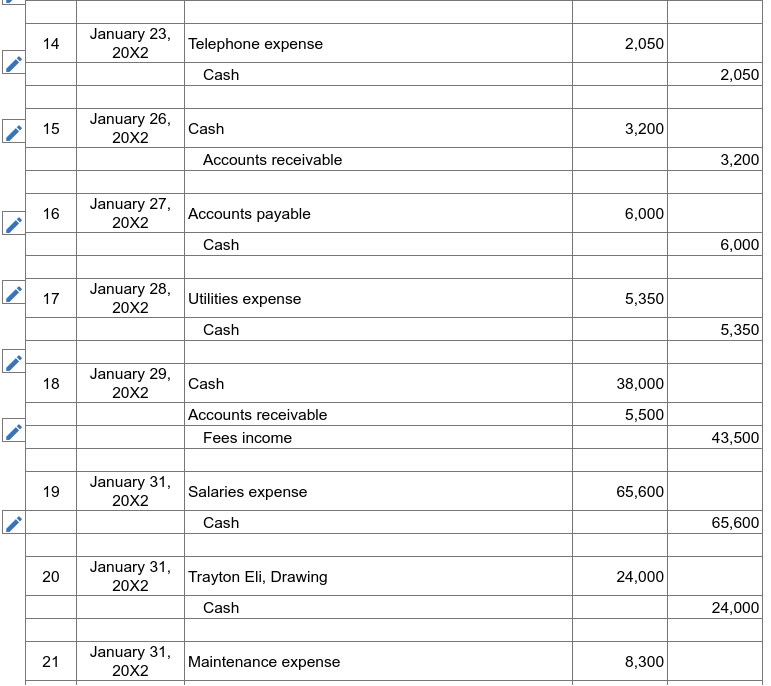 14 January 23, 20X2 Telephone expense 2,050
Cash 2,050
15 January 26, 20X2 Cash 3,200
Accounts receivable 3,200
16 January 27, 20X2 Accounts payable 6,000
Cash 6,000
17 January 28, 20X2 Utilities expense 5,350
Cash 5,350
18 January 29, 20X2 Cash 38,000
Accounts receivable 5,500
Fees income 43,500
19 January 31, 20X2 Salaries expense 65,600
Cash 65,600
20 January 31, 20X2 Trayton Eli, Drawing 24,000
Cash 24,000
21 January 31, 20X2 Maintenance expense 8,300